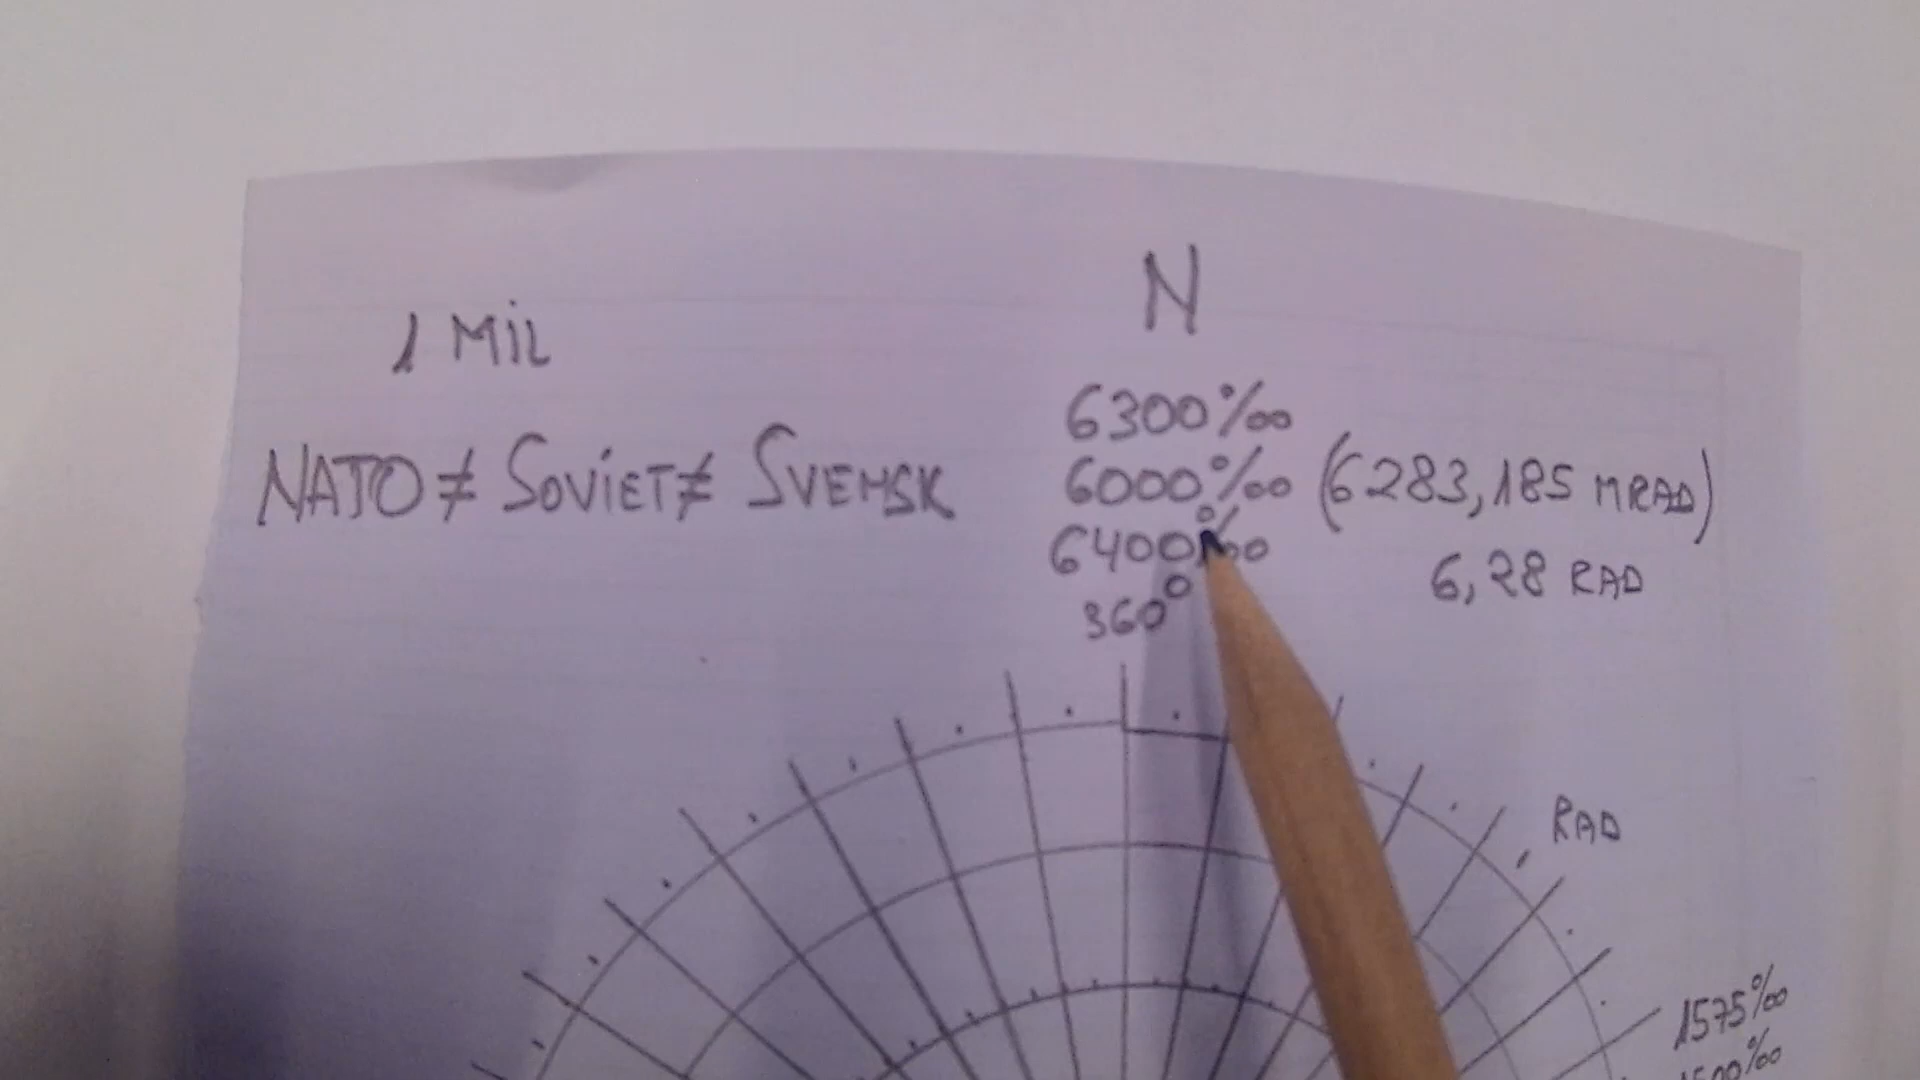 N
1 MIL
NATO ≠ SOVIET ≠ SVENSK
6300‰
6000‰ (6283,185 MRAD)
6400‰
6,28 RAD
360°
RAD
1575‰